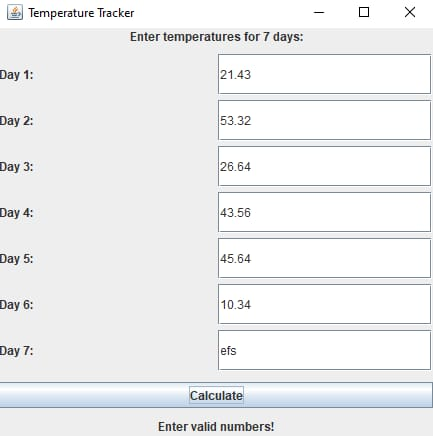 Temperature Tracker
Enter temperatures for 7 days:
Day 1: 21.43
Day 2: 53.32
Day 3: 26.64
Day 4: 43.56
Day 5: 45.64
Day 6: 10.34
Day 7: efs
Calculate
Enter valid numbers!